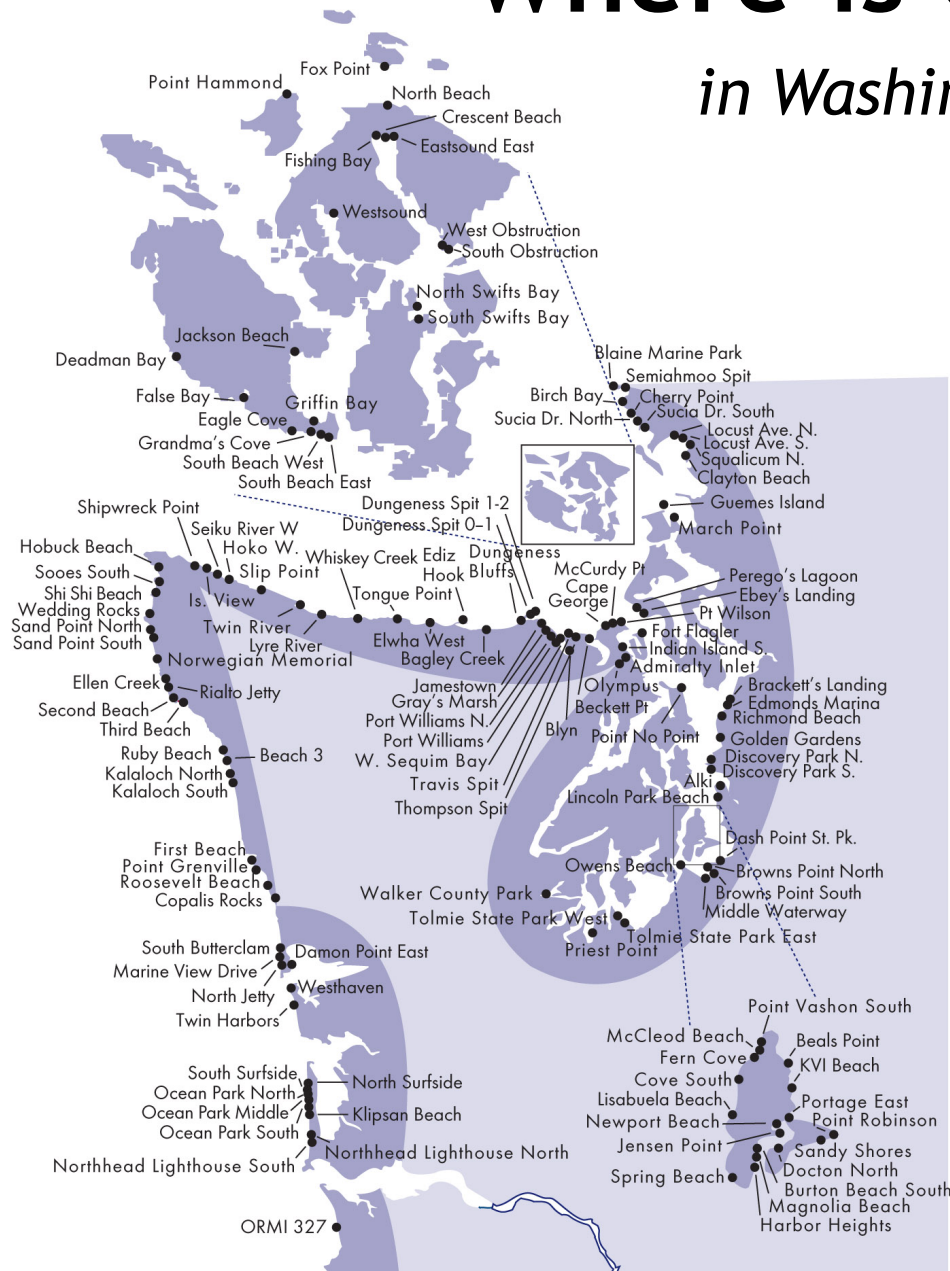 in Washin
Fox Point
Point Hammond
North Beach
Crescent Beach
Fishing Bay
Eastsound East
Westsound
West Obstruction
South Obstruction
North Swifts Bay
South Swifts Bay
Jackson Beach
Deadman Bay
False Bay
Griffin Bay
Eagle Cove
Grandma's Cove
South Beach West
South Beach East
Blaine Marine Park
Semiahmoo Spit
Birch Bay
Cherry Point
Sucia Dr. North
Sucia Dr. South
Locust Ave. N.
Locust Ave. S.
Squalicum N.
Clayton Beach
Guemes Island
March Point
Dungeness Spit 1-2
Dungeness Spit 0–1
Shipwreck Point
Seiku River W
Hoko W.
Slip Point
Whiskey Creek
Ediz
Hook
Dungeness
Bluffs
Tongue Point
McCurdy Pt
Cape
George
Hobuck Beach
Sooes South
Shi Shi Beach
Wedding Rocks
Sand Point North
Sand Point South
Is. View
Twin River
Lyre River
Elwha West
Bagley Creek
Perego's Lagoon
Ebey's Landing
Pt Wilson
Fort Flagler
Indian Island S.
Admiralty Inlet
Norwegian Memorial
Ellen Creek
Rialto Jetty
Second Beach
Third Beach
Jamestown
Gray's Marsh
Port Williams N.
Port Williams
W. Sequim Bay
Travis Spit
Thompson Spit
Blyn
Beckett Pt
Olympus
Point No Point
Brackett's Landing
Edmonds Marina
Richmond Beach
Golden Gardens
Discovery Park N.
Discovery Park S.
Alki
Lincoln Park Beach
Ruby Beach
Beach 3
Kalaloch North
Kalaloch South
First Beach
Point Grenville
Roosevelt Beach
Copalis Rocks
Dash Point St. Pk.
Owens Beach
Browns Point North
Browns Point South
Middle Waterway
Walker County Park
Tolmie State Park West
Tolmie State Park East
Priest Point
South Butterclam
Damon Point East
Marine View Drive
North Jetty
Westhaven
Twin Harbors
Point Vashon South
McCleod Beach
Fern Cove
Beals Point
KVI Beach
Cove South
Lisabuela Beach
Portage East
Newport Beach
Point Robinson
Jensen Point
Sandy Shores
Docton North
Spring Beach
Burton Beach South
Magnolia Beach
Harbor Heights
South Surfside
North Surfside
Ocean Park North
Ocean Park Middle
Klipsan Beach
Ocean Park South
Northhead Lighthouse North
Northhead Lighthouse South
ORMI 327